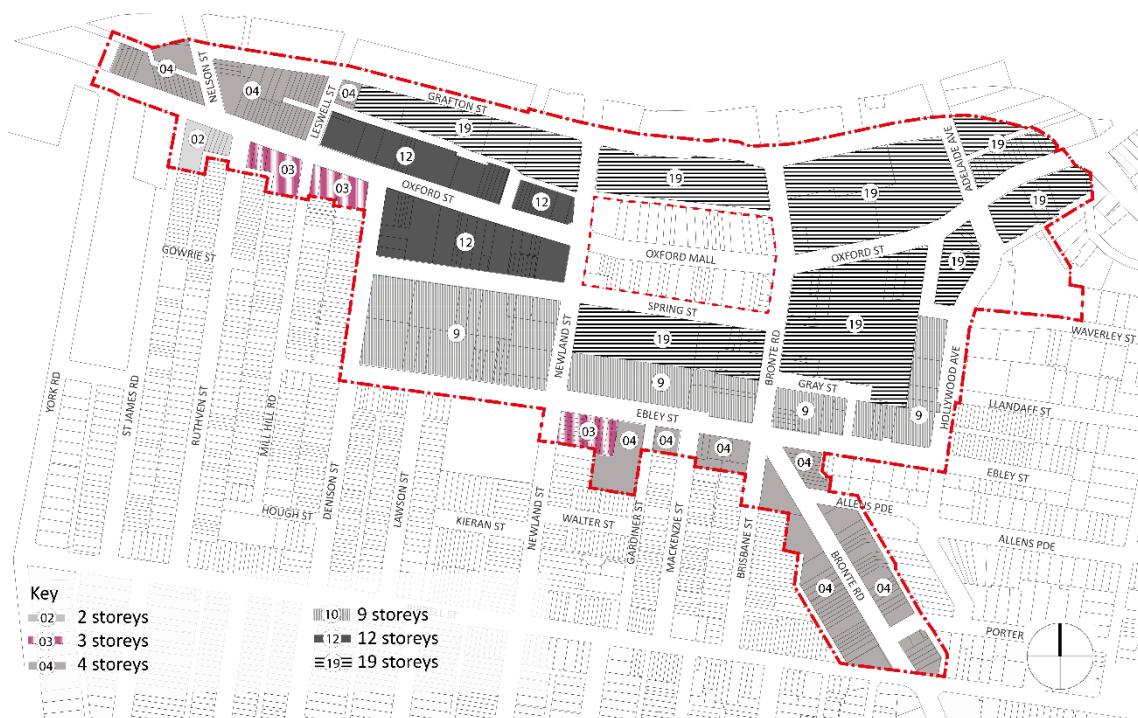 NELSON ST
04
04
LESWELL ST
04
GRAFTON ST
19
19
ADELAIDE AVE
19
19
19
02
03
03
12
12
OXFORD ST
12
OXFORD MALL
OXFORD ST
19
GOWRIE ST
SPRING ST
19
19
WAVERLEY ST
9
NEWLAND ST
9
BRONTE RD
GRAY ST
9
9
HOLLYWOOD AVE
LLANDAFF ST
YORK RD
ST JAMES RD
RUTHVEN ST
MILL HILL RD
EBLEY ST
03
04
04
04
04
EBLEY ST
DENISON ST
LAWSON ST
HOUGH ST
KIERAN ST
NEWLAND ST
WALTER ST
GARDINER ST
MACKENZIE ST
BRISBANE ST
ALLENS PDE
ALLENS PDE
BRONTE RD
04
04
PORTER
Key
02 2 storeys
03 3 storeys
04 4 storeys
10 9 storeys
12 12 storeys
19 19 storeys